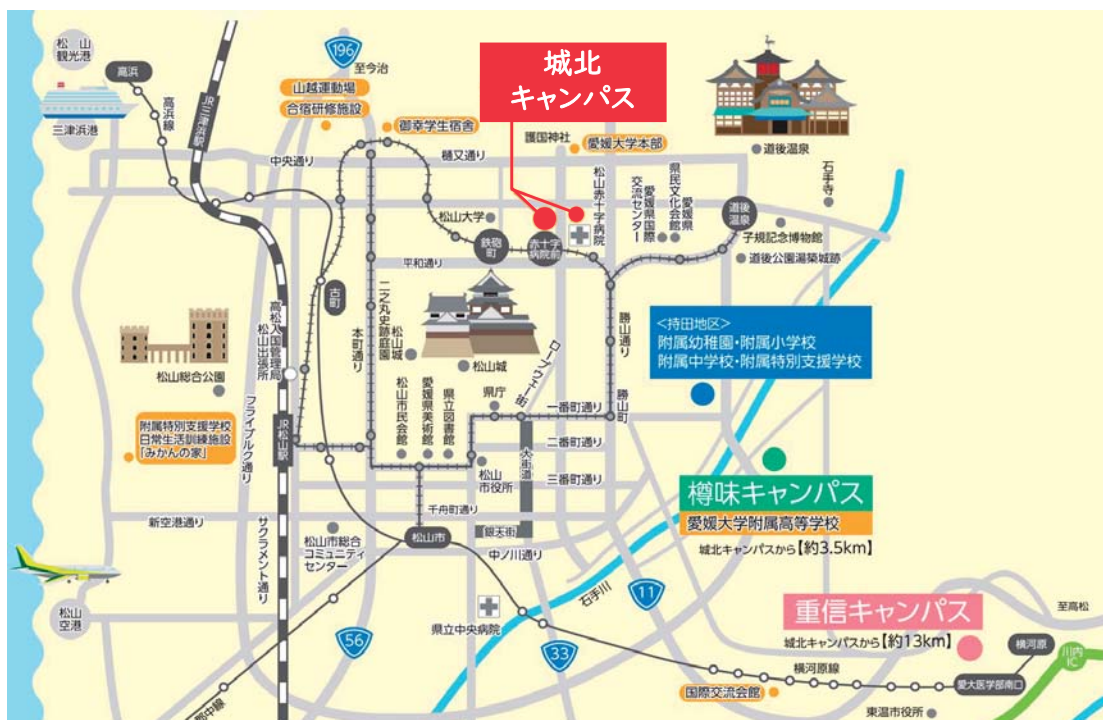 松山
観光港
高浜
三津浜港
高浜線
JR三津浜駅
196
至今治
山越運動場
合宿研修施設
御幸学生宿舎
城北
キャンパス
護国神社
愛媛大学本部
道後温泉
石手寺
中央通り
樋又通り
松山大学
鉄砲
町
赤十字
病院前
松山赤十字病院
愛媛県国際
交流センター
県民文化会館
愛媛県
道後
温泉
子規記念博物館
道後公園湯築城跡
平和通り
古町
高松入国管理局
松山出張所
本町通り
二之丸史跡庭園
松山城
松山城
ロープウェー街
勝山通り
<持田地区>
附属幼稚園・附属小学校
附属中学校・附属特別支援学校
松山総合公園
県庁
一番町通り
勝山町
松山市民会館
愛媛県美術館
県立図書館
附属特別支援学校
日常生活訓練施設
「みかんの家」
フライブルク通り
JR松山駅
二番町通り
大街道
松山
市役所
三番町通り
樽味キャンパス
愛媛大学附属高等学校
城北キャンパスから【約3.5km】
千舟町通り
新空港通り
サクラメント通り
松山市総合
コミュニティ
センター
松山市
銀天街
中ノ川通り
石手川
11
松山
空港
56
県立中央病院
33
重信キャンパス
城北キャンパスから【約13km】
至高松
横河原
川内
IC
横河原線
愛大医学部南口
国際交流会館
東温市役所
郡中線